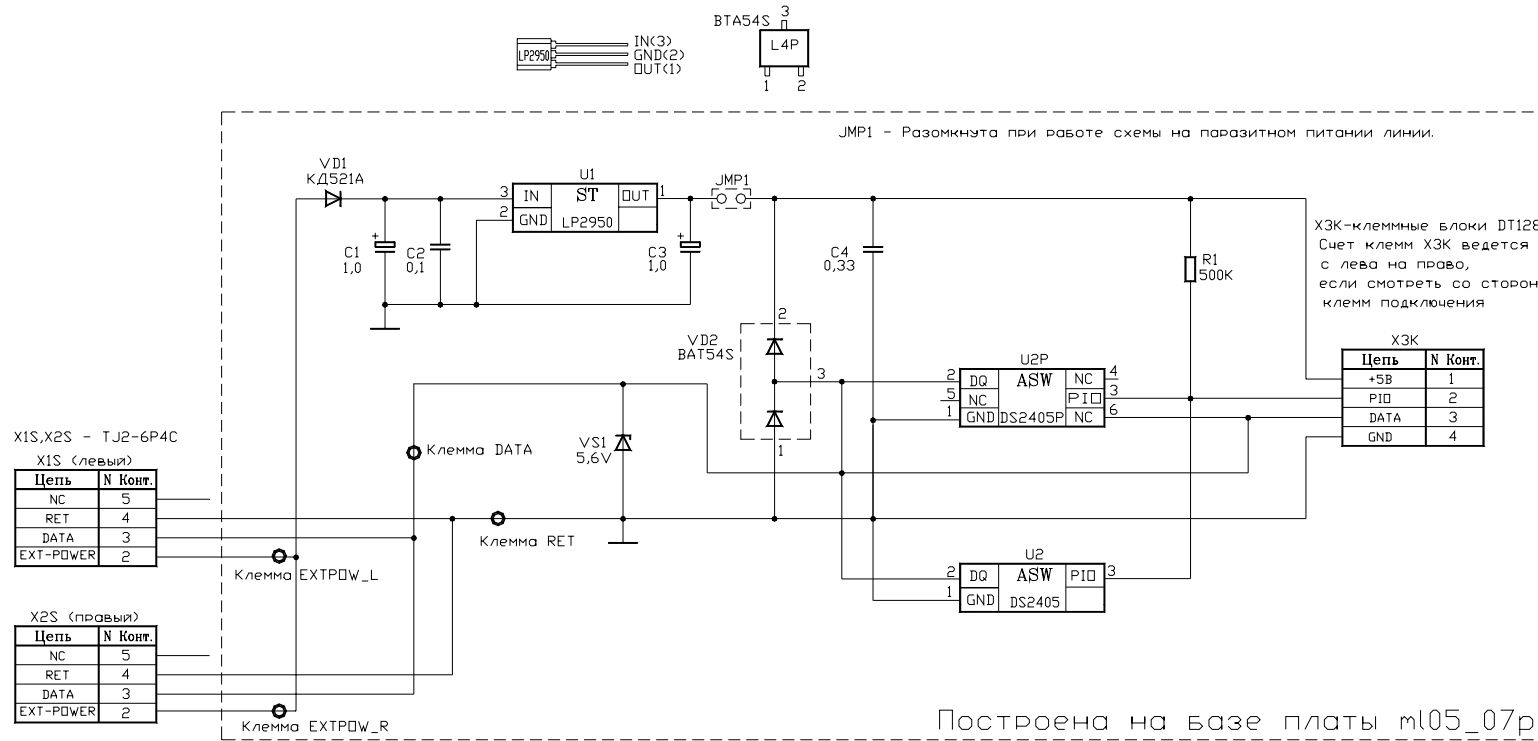 BTA54S
3
L4P
1 2
LP2950
IN(3)
GND(2)
OUT(1)
JMP1 - Разомкнута при работе схемы на паразитном питании линии.
VD1
КД521А
U1
3 IN ST OUT 1
2 GND LP2950
JMP1
+
C1
1,0
C2
0,1
+
C3
1,0
C4
0,33
R1
500K
X3K-клеммные блоки DT128
Счет клемм X3K ведется
с лева на право,
если смотреть со сторон
клемм подключения
X3K
Цепь N Конт.
+5В 1
PIO 2
DATA 3
GND 4
VD2
BAT54S
2
3
1
U2P
2 DQ ASW NC 4
5 NC PIO 3
1 GND DS2405P NC 6
VS1
5,6V
Клемма DATA
Клемма RET
X1S,X2S - TJ2-6P4C
X1S (левый)
Цепь N Конт.
NC 5
RET 4
DATA 3
EXT-POWER 2
Клемма EXTPOW_L
U2
2 DQ ASW PIO 3
1 GND DS2405
X2S (правый)
Цепь N Конт.
NC 5
RET 4
DATA 3
EXT-POWER 2
Клемма EXTPOW_R
Построена на базе платы ml05_07p